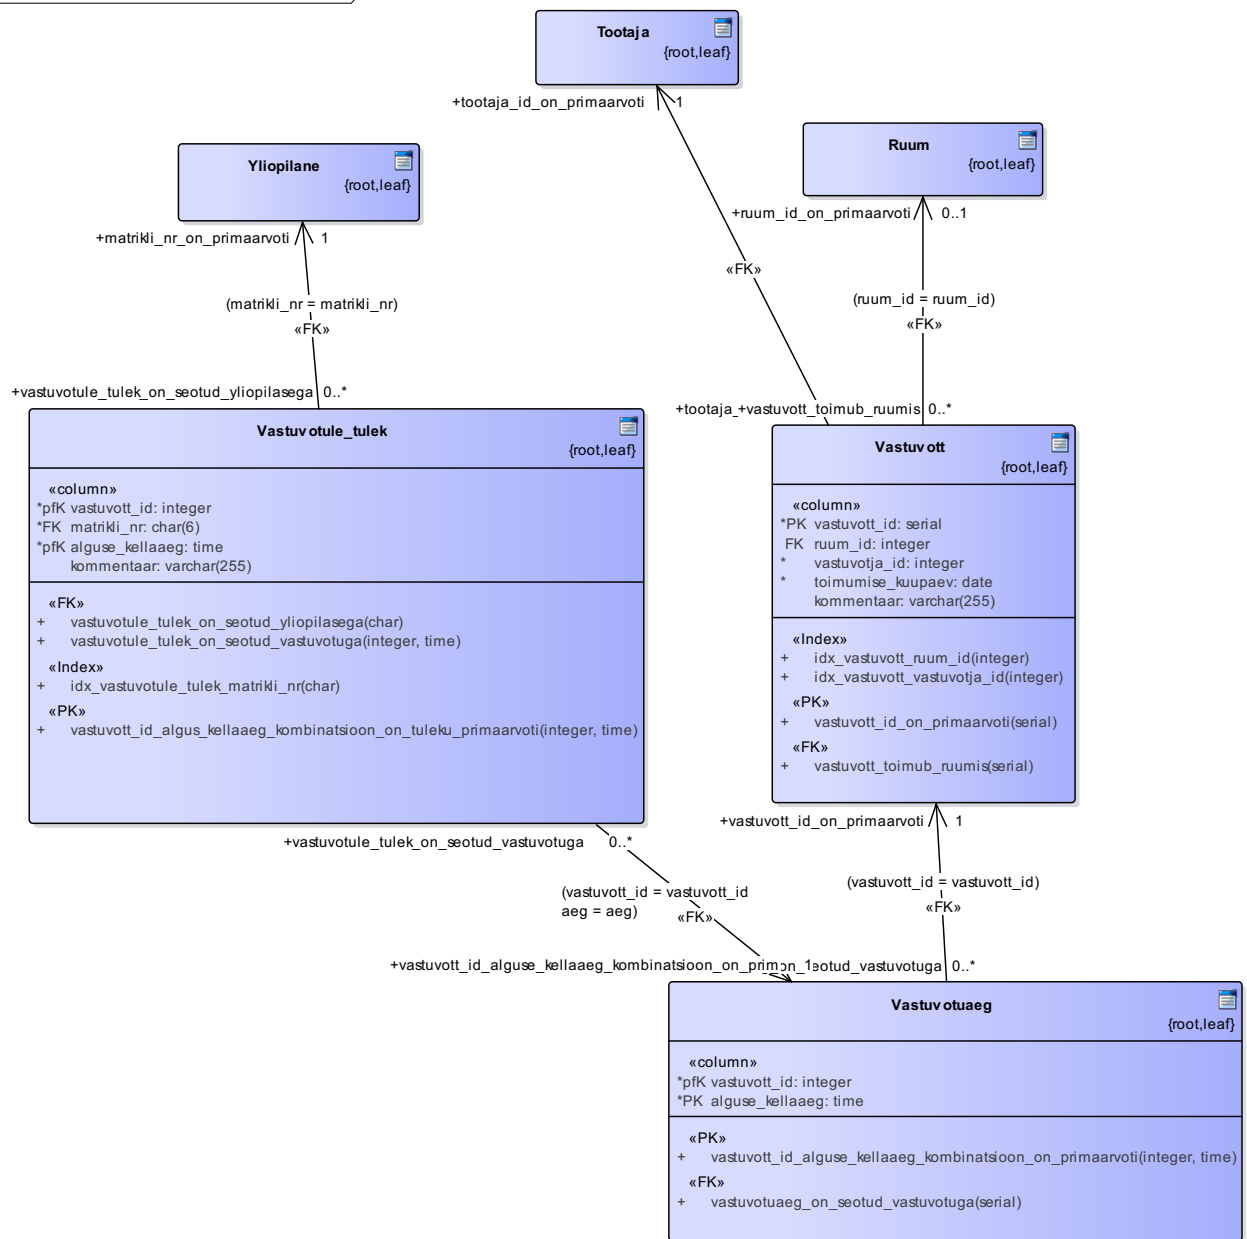 Tootaja
{root,leaf}
+tootaja_id_on_primaarvoti 1
Yliopilane
{root,leaf}
+matrikli_nr_on_primaarvoti 1
Ruum
{root,leaf}
+ruum_id_on_primaarvoti 0..1
«FK»
(matrikli_nr = matrikli_nr)
«FK»
(ruum_id = ruum_id)
«FK»
+vastuvotule_tulek_on_seotud_yliopilasega 0..*
+tootaja_+vastuvott_toimub_ruumis 0..*
Vastuvotule_tulek
{root,leaf}
«column»
*pfK vastuvott_id: integer
*FK matrikli_nr: char(6)
*pfK alguse_kellaaeg: time
kommentaar: varchar(255)
«FK»
+ vastuvotule_tulek_on_seotud_yliopilasega(char)
+ vastuvotule_tulek_on_seotud_vastuvotuga(integer, time)
«Index»
+ idx_vastuvotule_tulek_matrikli_nr(char)
«PK»
+ vastuvott_id_algus_kellaaeg_kombinatsioon_on_tuleku_primaarvoti(integer, time)
Vastuvott
{root,leaf}
«column»
*PK vastuvott_id: serial
FK ruum_id: integer
* vastuvotja_id: integer
* toimumise_kuupaev: date
kommentaar: varchar(255)
«Index»
+ idx_vastuvott_ruum_id(integer)
+ idx_vastuvott_vastuvotja_id(integer)
«PK»
+ vastuvott_id_on_primaarvoti(serial)
«FK»
+ vastuvott_toimub_ruumis(serial)
+vastuvott_id_on_primaarvoti 1
+vastuvotule_tulek_on_seotud_vastuvotuga 0..*
(vastuvott_id = vastuvott_id
aeg = aeg)
«FK»
(vastuvott_id = vastuvott_id)
«FK»
+vastuvott_id_alguse_kellaaeg_kombinatsioon_on_prim 1 eotud_vastuvotuga 0..*
Vastuvotuaeg
{root,leaf}
«column»
*pfK vastuvott_id: integer
*PK alguse_kellaaeg: time
«PK»
+ vastuvott_id_alguse_kellaaeg_kombinatsioon_on_primaarvoti(integer, time)
«FK»
+ vastuvotuaeg_on_seotud_vastuvotuga(serial)